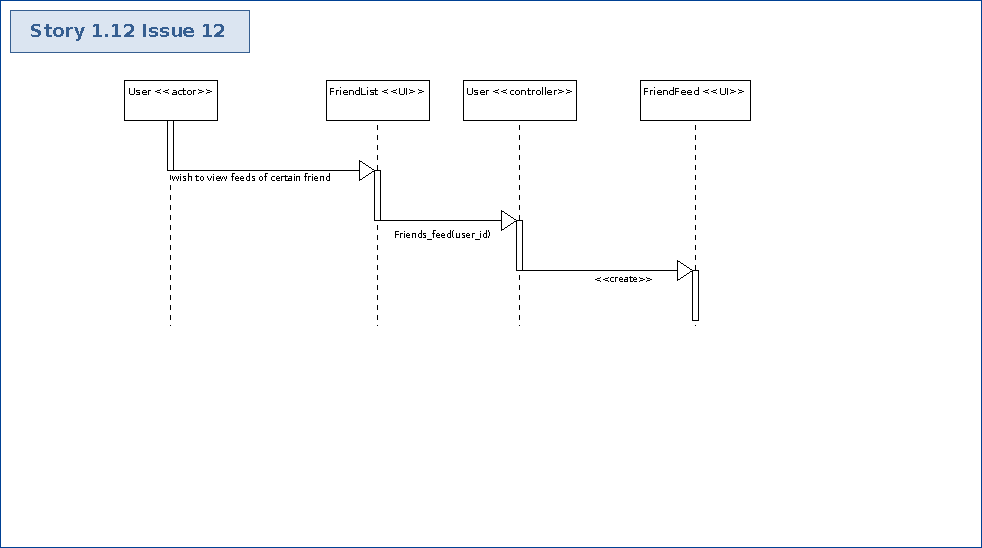 Story 1.12 Issue 12
User <<actor>>
FriendList <<UI>>
User <<controller>>
FriendFeed <<UI>>
wish to view feeds of certain friend
Friends_feed(user_id)
<<create>>